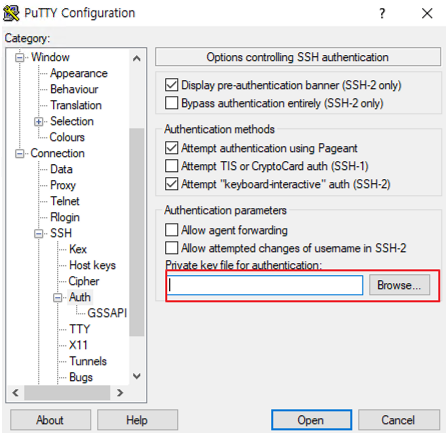 PuTTY Configuration
Category:
Window
Appearance
Behaviour
Translation
Selection
Colours
Connection
Data
Proxy
Telnet
Rlogin
SSH
Kex
Host keys
Cipher
Auth
GSSAPI
TTY
X11
Tunnels
Bugs
Options controlling SSH authentication
Display pre-authentication banner (SSH-2 only)
Bypass authentication entirely (SSH-2 only)
Authentication methods
Attempt authentication using Pageant
Attempt TIS or CryptoCard auth (SSH-1)
Attempt "keyboard-interactive" auth (SSH-2)
Authentication parameters
Allow agent forwarding
Allow attempted changes of username in SSH-2
Private key file for authentication:
Browse...
About
Help
Open
Cancel